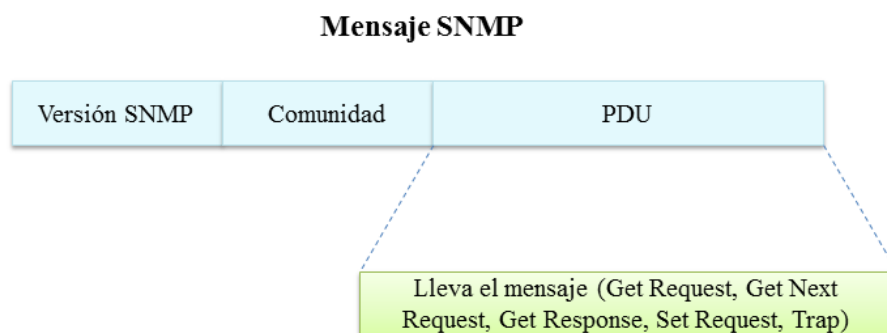 Mensaje SNMP
Versión SNMP
Comunidad
PDU
Lleva el mensaje (Get Request, Get Next
Request, Get Response, Set Request, Trap)